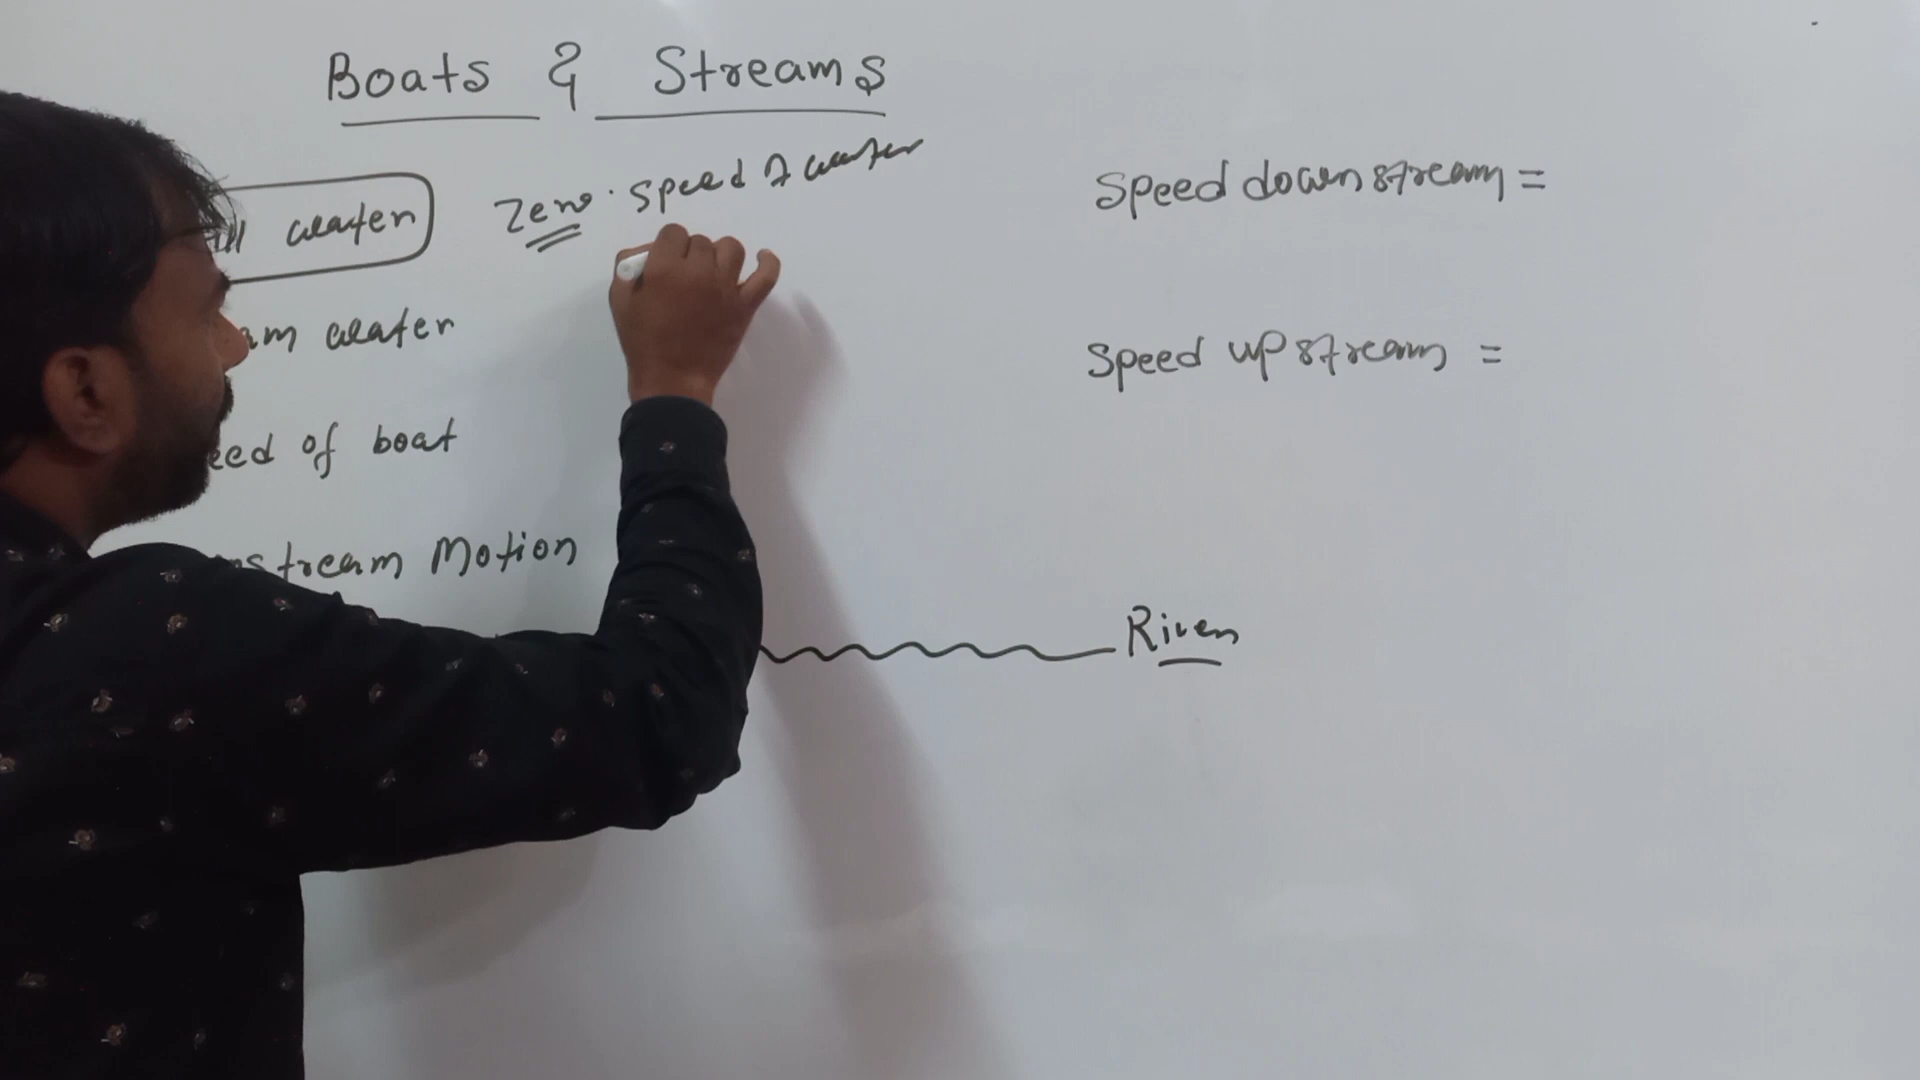 Boats & Streams
ll water zero. speed of water
am water
eed of boat
nstream Motion
River
Speed downstream =
Speed upstream =